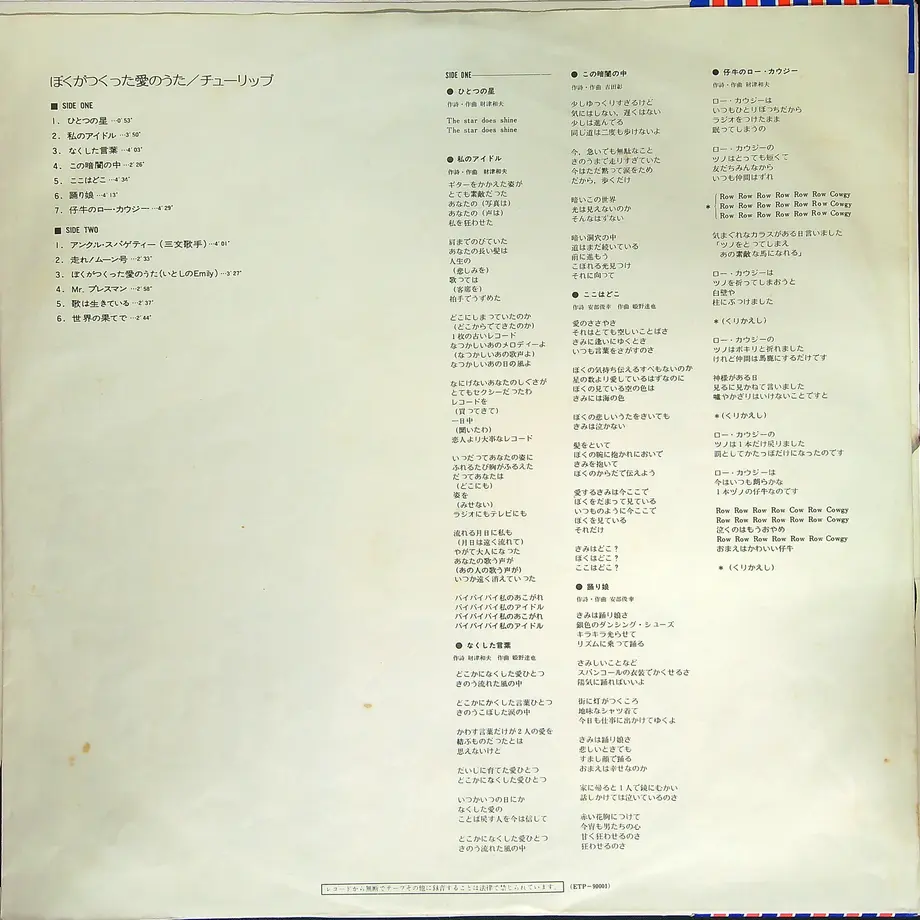 ぼくがつくった愛のうた／チューリップ
■ SIDE ONE
1. ひとつの星 …0′53″
2. 私のアイドル …3′50″
3. なくした言葉 …4′03″
4. この暗闇の中 …2′26″
5. ここはどこ …4′34″
6. 踊り娘 …4′13″
7. 仔牛のロー・カウジー …4′29″
■ SIDE TWO
1. アンクル・スパゲティー（三文歌手）…4′01″
2. 走れ!ムーン号 …2′33″
3. ぼくがつくった愛のうた（いとしのEmily）…3′27″
4. Mr. プレスマン …2′58″
5. 歌は生きている …2′37″
6. 世界の果てで …2′44″
SIDE ONE
● ひとつの星
作詩・作曲 財津和夫
The star does shine
The star does shine
● 私のアイドル
作詩・作曲 財津和夫
ギターをかかえた姿が
とても素敵だった
あなたの（写真は）
あなたの（声は）
私を狂わせた
肩までのびていた
あなたの長い髪は
人生の
（悲しみを）
歌っては
（客席を）
拍手でうずめた
どこにしまっていたのか
（どこからでてきたのか）
1枚の古いレコード
なつかしいあのメロディーよ
（なつかしいあの歌声よ）
なつかしいあの日の風よ
なにげないあなたのしぐさが
とてもセクシーだったわ
レコードを
（買ってきて）
一日中
（聞いたわ）
恋人より大事なレコード
いつだってあなたの姿に
ふれるたび胸がふるえた
だってあなたは
（どこにも）
姿を
（みせない）
ラジオにもテレビにも
流れる月日に私も
（月日は遠く流れて）
やがて大人になった
あなたの歌う声が
（あの人の歌う声が）
いつか遠く消えていった
バイバイバイ私のあこがれ
バイバイバイ私のアイドル
バイバイバイ私のあこがれ
バイバイバイ私のアイドル
● なくした言葉
作詩 財津和夫 作曲 姫野達也
どこかになくした愛ひとつ
きのう流れた風の中
どこかにかくした言葉ひとつ
きのうこぼした涙の中
かわす言葉だけが2人の愛を
結ぶものだったとは
思えないけと
だいしに育てた愛ひとつ
どこかになくした愛ひとつ
いつかいつの日にか
なくした愛の
ことば戻す人を今は信して
どこかになくした愛ひとつ
きのう流れた風の中
● この暗闇の中
作詩・作曲 吉田彰
少しゆっくりすぎるけど
気にはしない、遅くはない
少しは進んでる
同じ道は二度も歩けないよ
今、急いでも無駄なこと
きのうまで走りすぎていた
今はただ黙って涙をため
だから、歩くだけ
暗いこの世界
光は見えないのか
そんなはずない
暗い洞穴の中
道はまだ続いている
前に進もう
こぼれる光見つけ
それに向って
● ここはどこ
作詩 安部俊幸 作曲 姫野達也
愛のささやき
それはとても空しいことばさ
きみに逢いにゆくとき
いつも言葉をさがすのさ
ぼくの気持ち伝えるすべもないのか
星の数より愛しているはずなのに
ぼくの見ている空の色は
きみには海の色
ぼくの悲しいうたをきいても
きみは泣かない
髪をといて
ぼくの腕に抱かれにおいで
きみを抱いて
ぼくのからだで伝えよう
愛するきみは今ここで
ぼくをだまって見ている
いつものように今ここで
ぼくを見ている
それだけ
きみはどこ？
ぼくはどこ？
ここはどこ？
● 踊り娘
作詩・作曲 安部俊幸
きみは踊り娘さ
銀色のダンシング・シューズ
キラキラ光らせて
リズムに乗って踊る
さみしいことなど
スパンコールの衣装でかくせるさ
陽気に踊ればいいよ
街に灯がつくころ
地味なシャツ着て
今日も仕事に出かけてゆくよ
きみは踊り娘さ
悲しいときても
すまし顔で踊る
おまえは幸せなのか
家に帰ると1人で鏡にむかい
話しかけては泣いているのさ
赤い花胸につけて
今宵も男たちの心
甘く狂わせるのさ
狂わせるのさ
● 仔牛のロー・カウジー
作詩・作曲 財津和夫
ロー・カウジーは
いつもひとりぼっちだから
ラジオをつけたまま
眠ってしまうの
ロー・カウジーの
ツノはとっても短くて
友だちみんなから
いつも仲間はずれ
Row Row Row Row Row Row Cowgy
* Row Row Row Row Row Row Cowgy
Row Row Row Row Row Row Cowgy
気まぐれなカラスがある日言いました
「ツノをとってしまえ
あの素敵な馬になれる」
ロー・カウジーは
ツノを折ってしまおうと
白壁や
柱にぶつけました
*（くりかえし）
ロー・カウジーの
ツノはポキリと折れました
けれど仲間は馬鹿にするだけです
神様がある日
見るに見かねて言いました
嘘やかざりはいけないことですと
*（くりかえし）
ロー・カウジーの
ツノは1本だけ戻りました
罰としてかたっぽだけになったのです
ロー・カウジーは
今はいつも朗らかな
1本ヅノの仔牛なのです
Row Row Row Row Cow Row Cowgy
Row Row Row Row Row Row Cowgy
泣くのはもうおやめ
Row Row Row Row Row Row Cowgy
おまえはかわいい仔牛
*（くりかえし）
レコードから無断でテープその他に録音することは法律で禁じられています。
(ETP-90001)